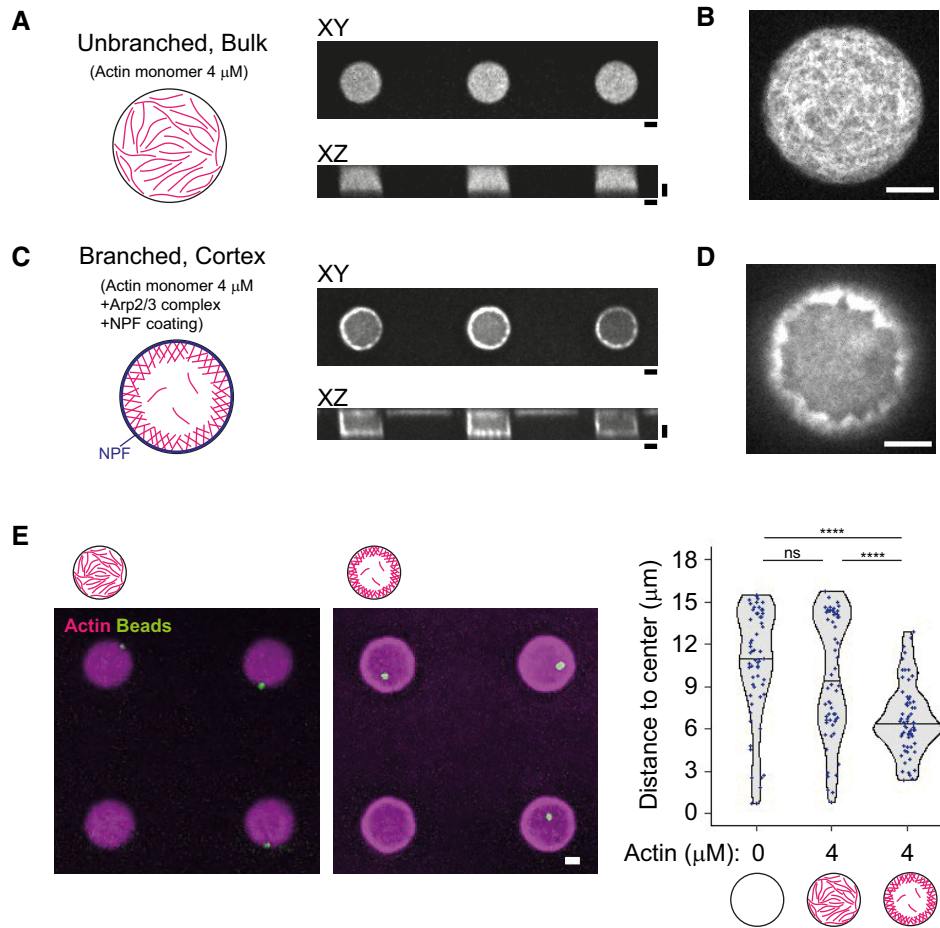 A
Unbranched, Bulk
(Actin monomer 4 μM)
XY
XZ
B
C
Branched, Cortex
(Actin monomer 4 μM
+Arp2/3 complex
+NPF coating)
NPF
XY
XZ
D
E
Actin Beads
****
ns
****
Distance to center (μm)
18
15
12
9
6
3
0
Actin (μM): 0 4 4